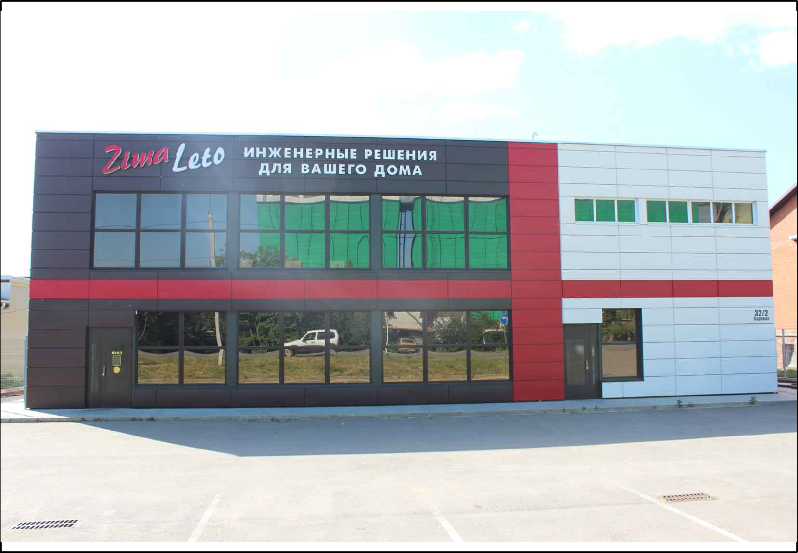 Zima Leto
ИНЖЕНЕРНЫЕ РЕШЕНИЯ
ДЛЯ ВАШЕГО ДОМА
32/2